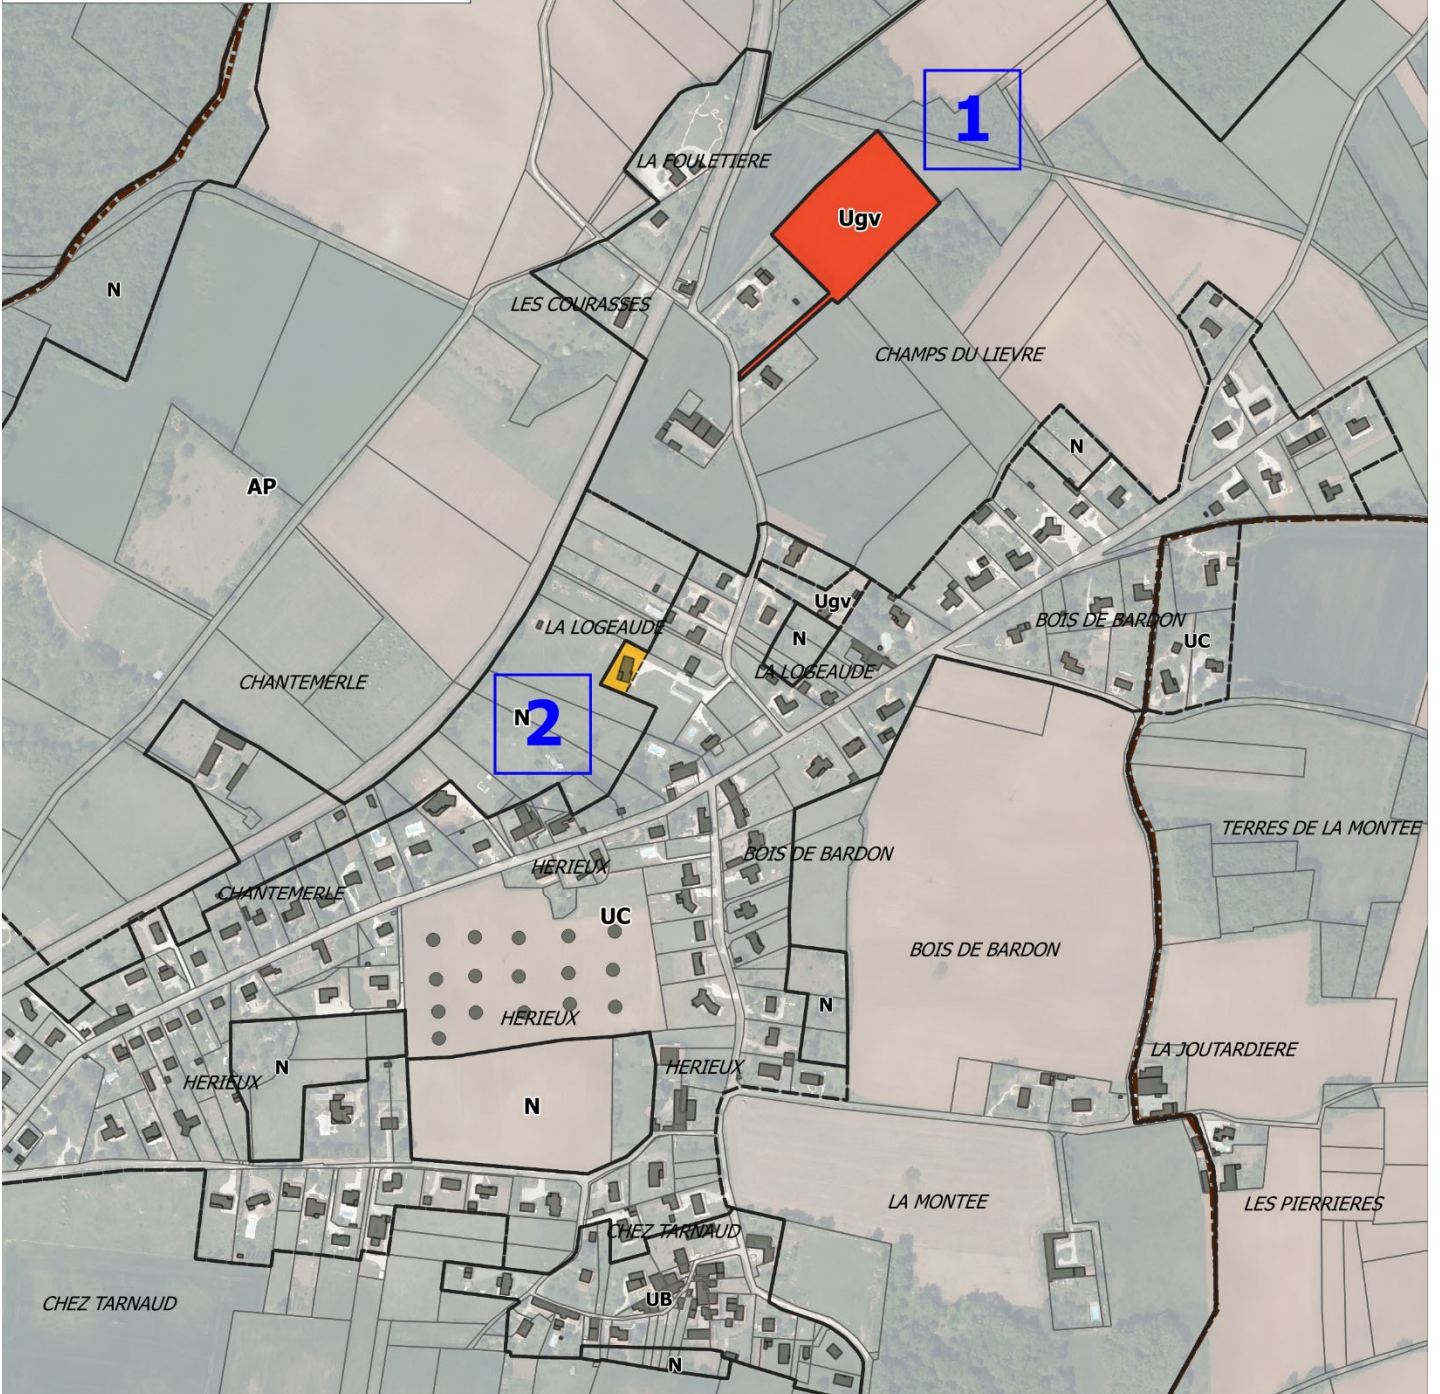 1
LA FOULETIERE
Ugv
N
LES COURASSES
CHAMPS DU LIEVRE
N
AP
Ugv
BOIS DE BARDON
LA LOGEAUDE
N
UC
LA LOGEAUDE
CHANTEMERLE
N
2
TERRES DE LA MONTEE
BOIS DE BARDON
HERIEUX
CHANTEMERLE
UC
BOIS DE BARDON
N
HERIEUX
LA JOUTARDIERE
HERIEUX
N
HERIEUX
N
LA MONTEE
LES PIERRIERES
CHEZ TARNAUD
UB
CHEZ TARNAUD
N